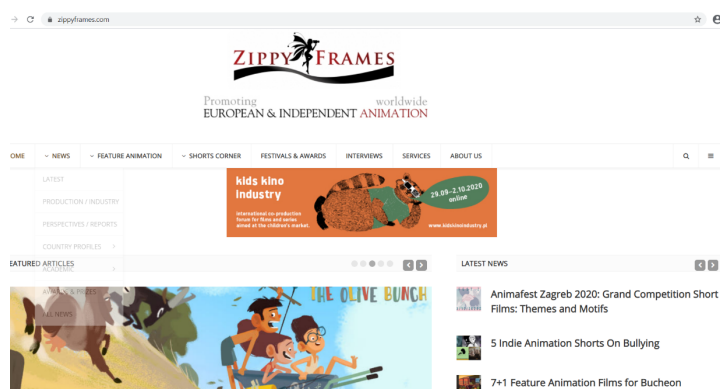 zippyframes.com
ZIPPY FRAMES
Promoting worldwide
EUROPEAN & INDEPENDENT ANIMATION
OME NEWS FEATURE ANIMATION SHORTS CORNER FESTIVALS & AWARDS INTERVIEWS SERVICES ABOUT US
LATEST
PRODUCTION / INDUSTRY
PERSPECTIVES / REPORTS
COUNTRY PROFILES
ACADEMIC
AWARDS & PRIZES
ALL NEWS
kids kino
industry
international co-production
forum for films and series
aimed at the children's market.
29.09-2.10.2020
online
www.kidskinoindustry.pl
EATURED ARTICLES
THE OLIVE BUNCH
LATEST NEWS
Animafest Zagreb 2020: Grand Competition Short
Films: Themes and Motifs
5 Indie Animation Shorts On Bullying
7+1 Feature Animation Films for Bucheon